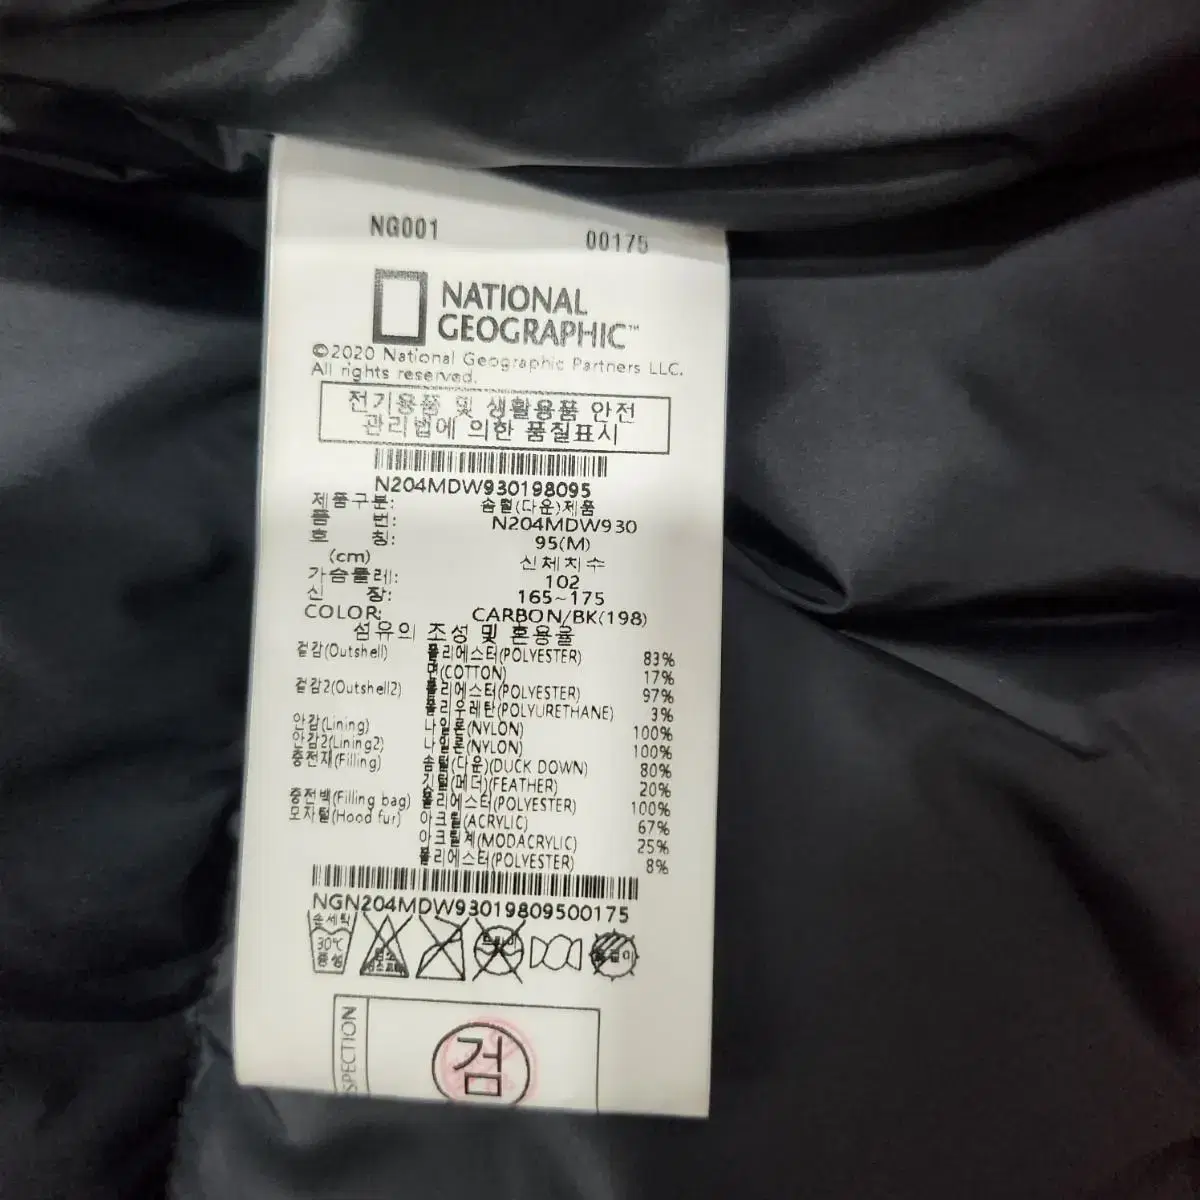 NG001 00175
NATIONAL
GEOGRAPHIC™
©2020 National Geographic Partners LLC.
All rights reserved.
전기용품 및 생활용품 안전
관리법에 의한 품질표시
N204MDW930198095
제품구분: 솜털(다운)제품
품 번: N204MDW930
호 칭: 95(M)
(cm) 신체치수
가슴둘레: 102
신 장: 165~175
COLOR: CARBON/BK(198)
섬유의 조성 및 혼용율
겉감(Outshell) 폴리에스터(POLYESTER) 83%
면(COTTON) 17%
겉감2(Outshell2) 폴리에스터(POLYESTER) 97%
폴리우레탄(POLYURETHANE) 3%
안감(Lining) 나일론(NYLON) 100%
안감2(Lining2) 나일론(NYLON) 100%
충전재(Filling) 솜털(다운)(DUCK DOWN) 80%
깃털(페더)(FEATHER) 20%
충전백(Filling bag) 폴리에스터(POLYESTER) 100%
모자털(Hood fur) 아크릴(ACRYLIC) 67%
아크릴계(MODACRYLIC) 25%
폴리에스터(POLYESTER) 8%
NGN204MDW93019809500175
손세탁
30℃
중성
드라이
SPECTION
검